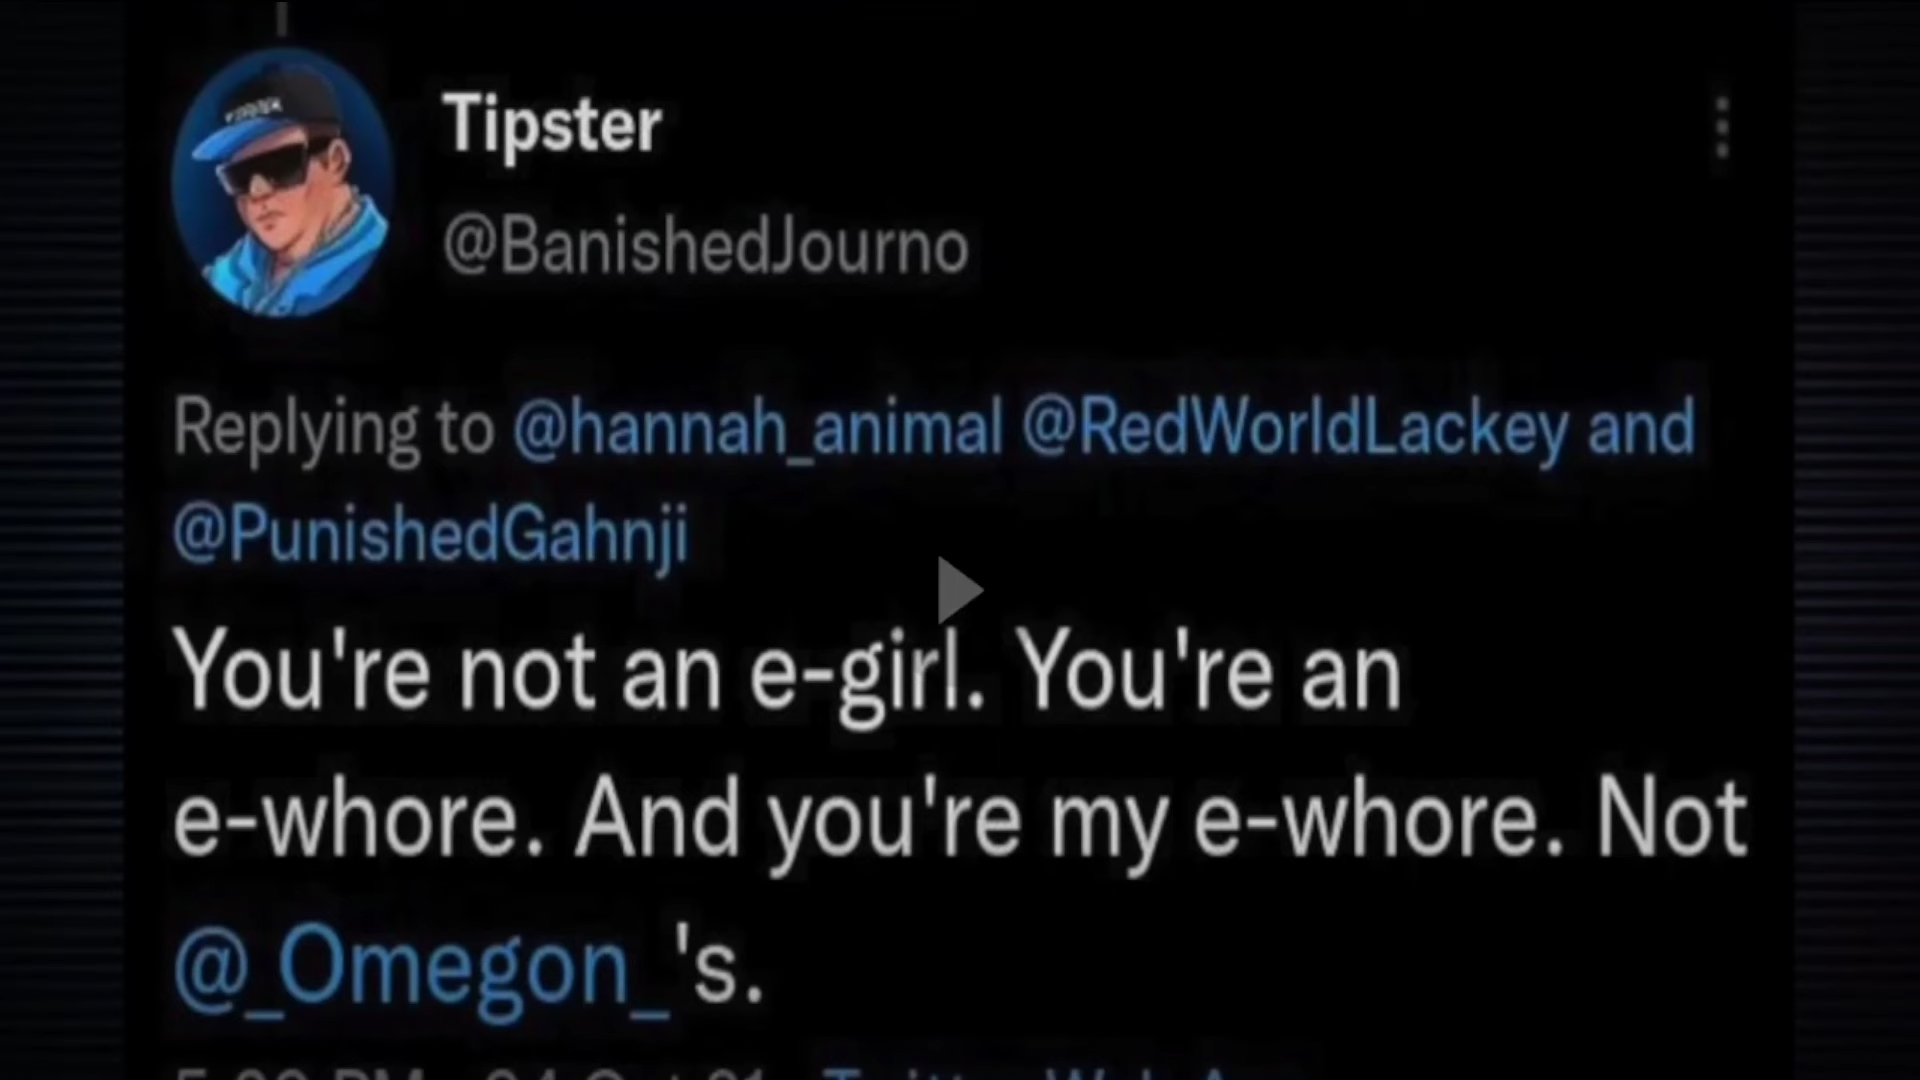 Tipster
@BanishedJourno
Replying to @hannah_animal @RedWorldLackey and
@PunishedGahnji
You're not an e-girl. You're an
e-whore. And you're my e-whore. Not
@_Omegon_'s.